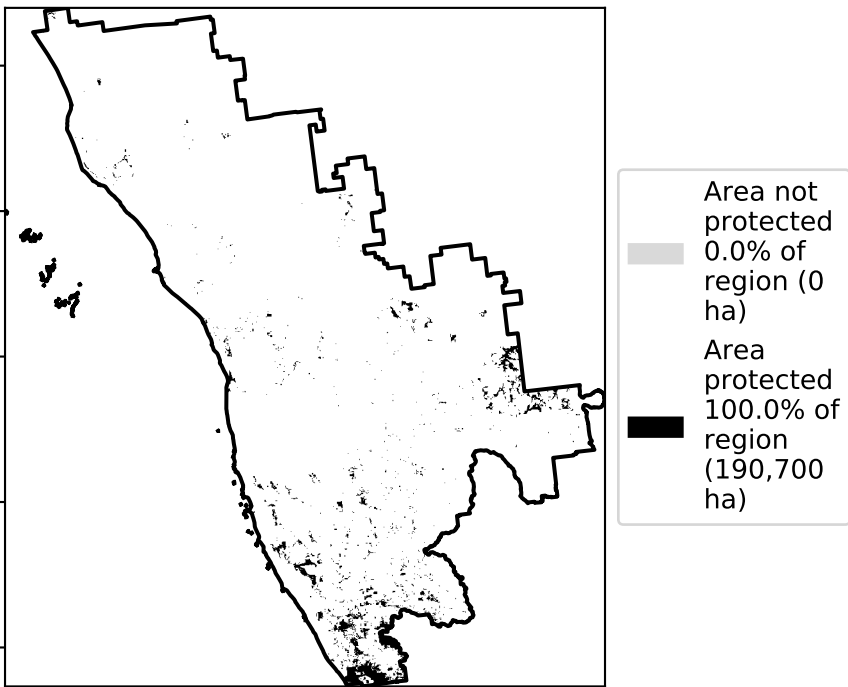 Area not
protected
0.0% of
region (0
ha)
Area
protected
100.0% of
region
(190,700
ha)